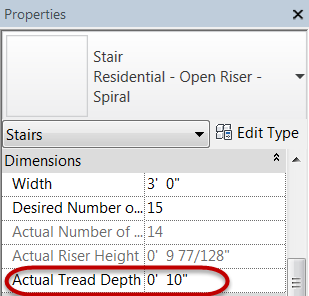 Properties
Stair
Residential - Open Riser -
Spiral
Stairs
Edit Type
Dimensions
Width 3' 0"
Desired Number o... 15
Actual Number of ... 14
Actual Riser Height 0' 9 77/128"
Actual Tread Depth 0' 10"